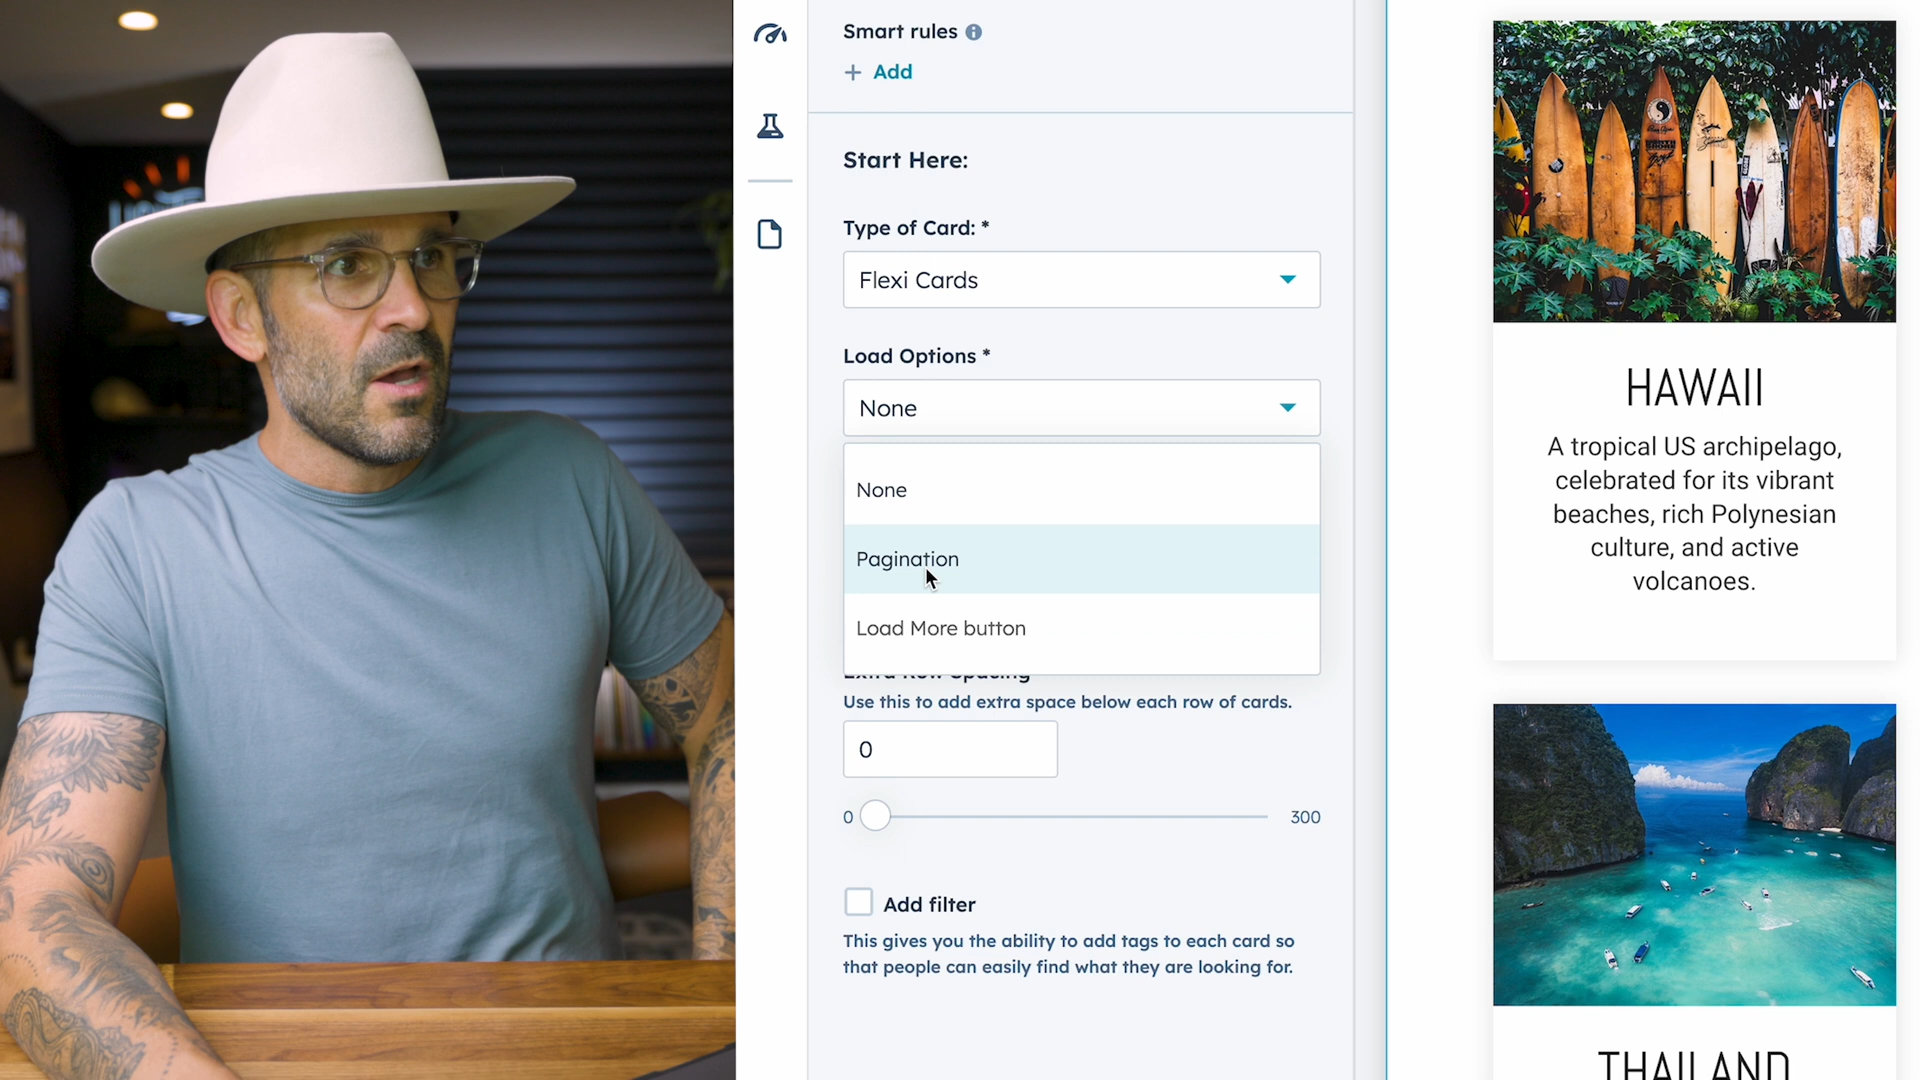 Smart rules
+ Add
Start Here:
Type of Card: *
Flexi Cards
Load Options *
None
None
Pagination
Load More button
Extra Row Spacing
Use this to add extra space below each row of cards.
0
0
300
Add filter
This gives you the ability to add tags to each card so
that people can easily find what they are looking for.
HAWAII
A tropical US archipelago,
celebrated for its vibrant
beaches, rich Polynesian
culture, and active
volcanoes.
THAILAND